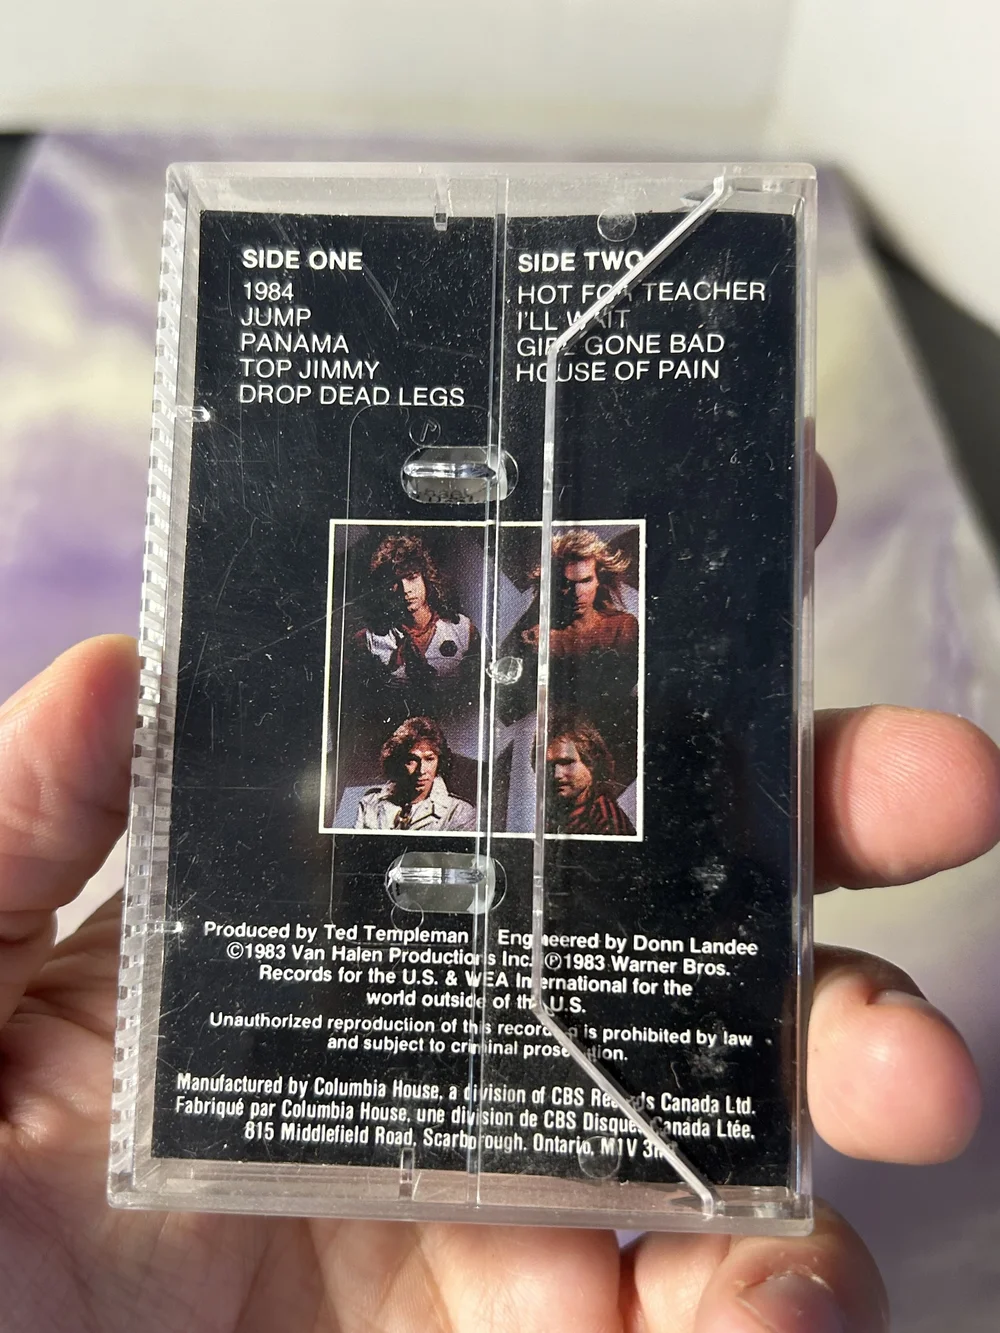 SIDE ONE
1984
JUMP
PANAMA
TOP JIMMY
DROP DEAD LEGS
SIDE TWO
HOT FOR TEACHER
I'LL WAIT
GIRL GONE BAD
HOUSE OF PAIN
Produced by Ted Templeman Engineered by Donn Landee
©1983 Van Halen Productions Inc. ℗1983 Warner Bros.
Records for the U.S. & WEA International for the
world outside of the U.S.
Unauthorized reproduction of this recording is prohibited by law
and subject to criminal prosecution.
Manufactured by Columbia House, a division of CBS Records Canada Ltd.
Fabriqué par Columbia House, une division de CBS Disques Canada Ltée.
815 Middlefield Road, Scarborough, Ontario, M1V